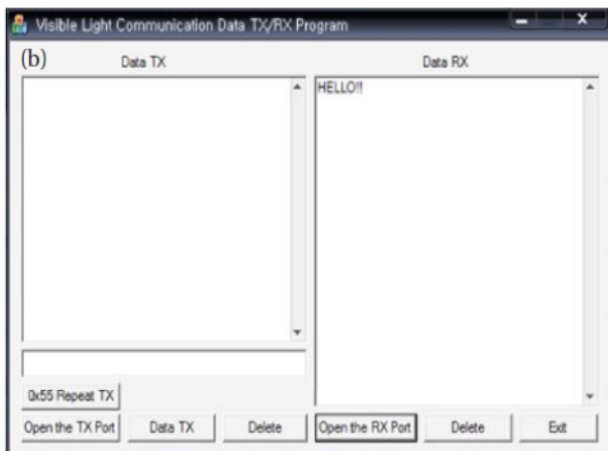 Visible Light Communication Data TX/RX Program
(b)
Data TX
Data RX
HELLO!!
0x55 Repeat TX
Open the TX Port
Data TX
Delete
Open the RX Port
Delete
Exit